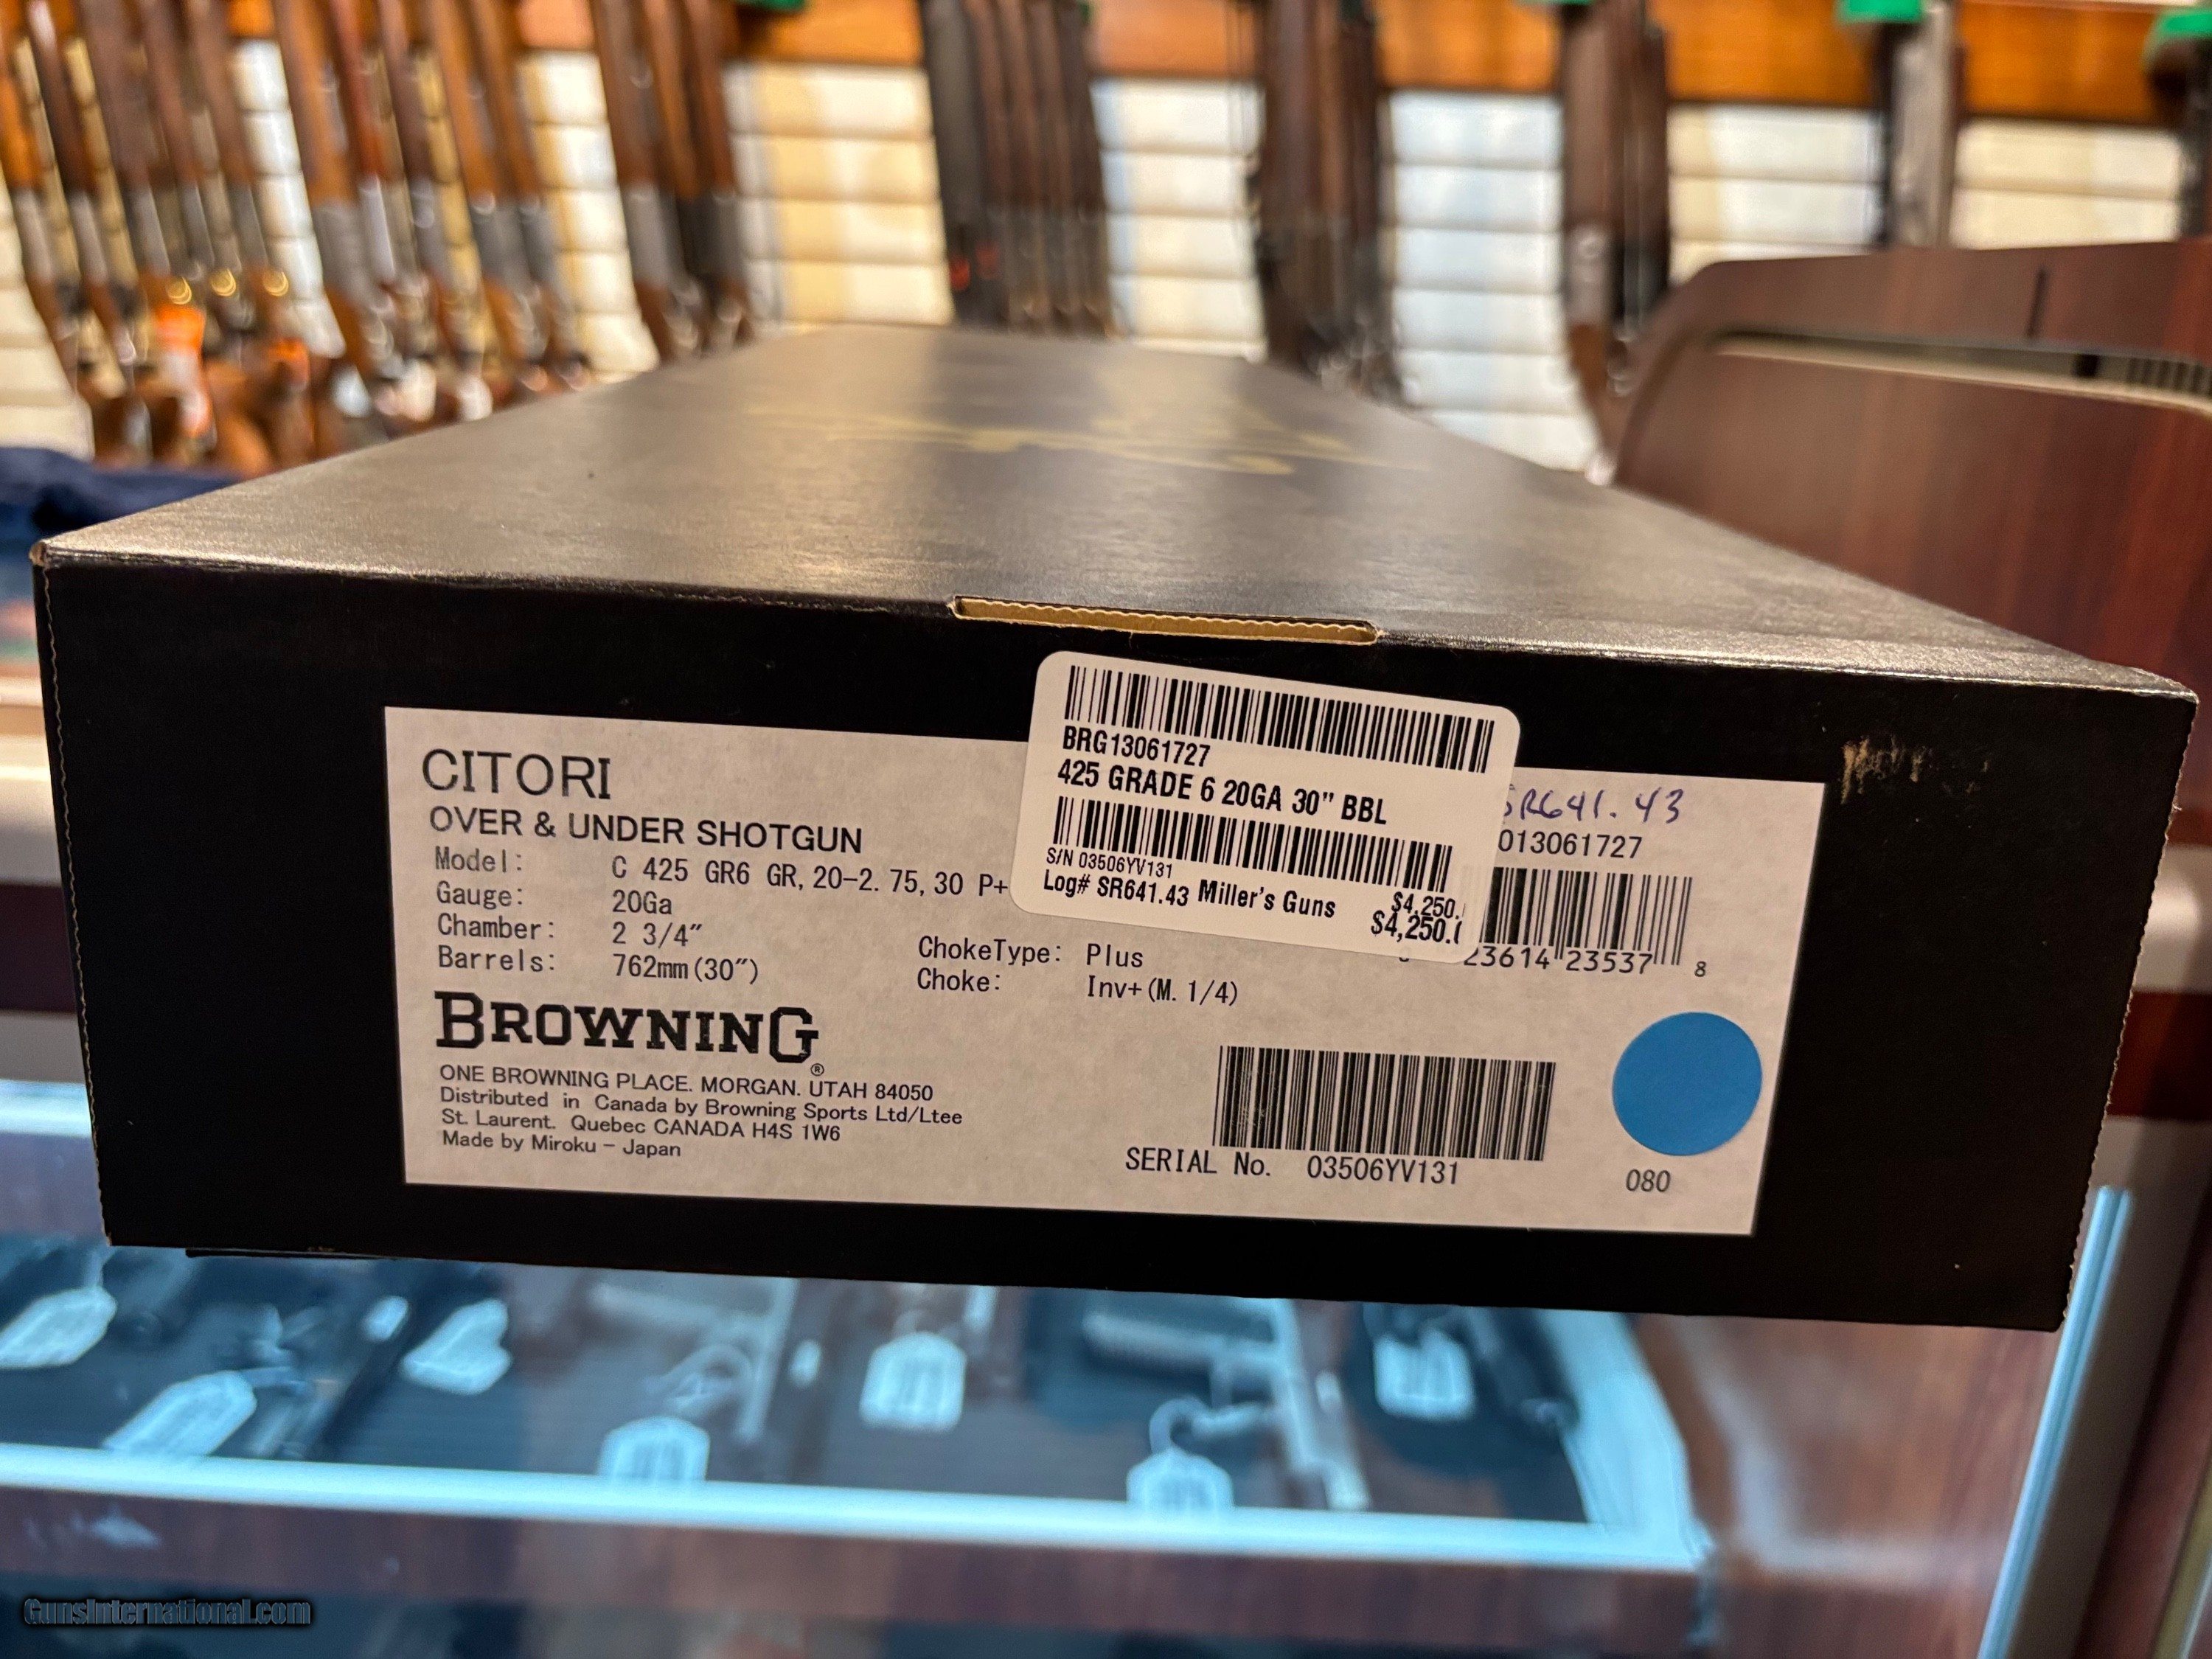 BRG13061727
425 GRADE 6 20GA 30" BBL
S/N 03506YV131
Log# SR641.43 Miller's Guns
$4,250.
$4,250.
CITORI
OVER & UNDER SHOTGUN
Model: C 425 GR6 GR,20-2.75,30 P+
Gauge: 20Ga
Chamber: 2 3/4"
Barrels: 762mm(30")
ChokeType: Plus
Choke: Inv+(M.1/4)
SR641.43
013061727
23614 23537 8
BROWNING®
ONE BROWNING PLACE. MORGAN. UTAH 84050
Distributed in Canada by Browning Sports Ltd/Ltee
St. Laurent. Quebec CANADA H4S 1W6
Made by Miroku - Japan
SERIAL No. 03506YV131
080
GunsInternational.com